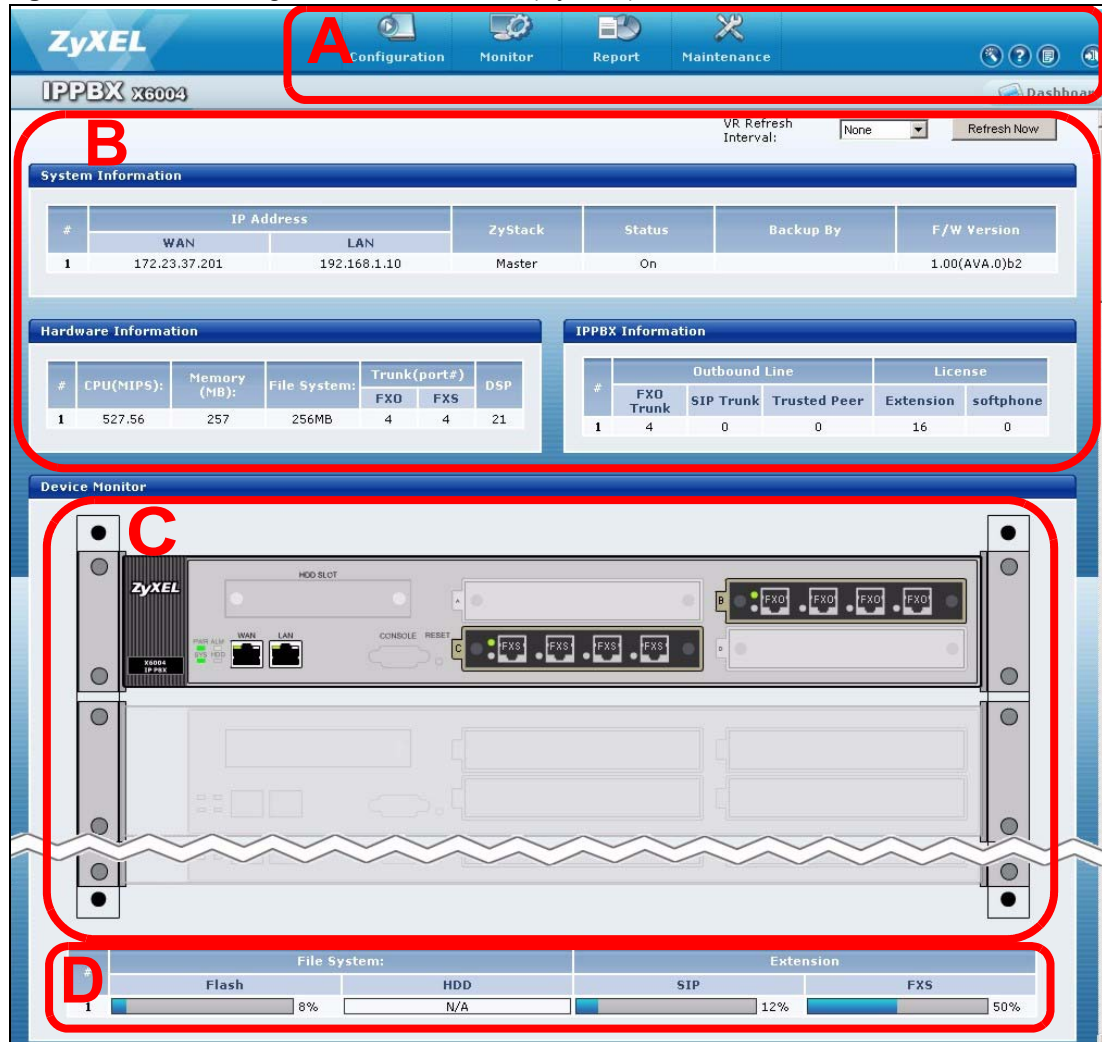 A
ZyXEL
Configuration Monitor Report Maintenance
IPPBX X6004
B
VR Refresh Interval: None Refresh Now
System Information
# IP Address ZyStack Status Backup By F/W Version
WAN LAN
1 172.23.37.201 192.168.1.10 Master On 1.00(AVA.0)b2
Hardware Information
# CPU(MIPS): Memory (MB): File System: Trunk(port#) DSP
FXO FXS
1 527.56 257 256MB 4 4 21
IPPBX Information
# Outbound Line License
FXO Trunk SIP Trunk Trusted Peer Extension softphone
1 4 0 0 16 0
Device Monitor
C
ZyXEL
HDD SLOT
A
B FXO FXO FXO FXO
PWR ALM WAN LAN CONSOLE RESET
SYS HDD
C FXS FXS FXS FXS
D
X6004
IP PBX
D
# File System: Extension
Flash HDD SIP FXS
1 8% N/A 12% 50%